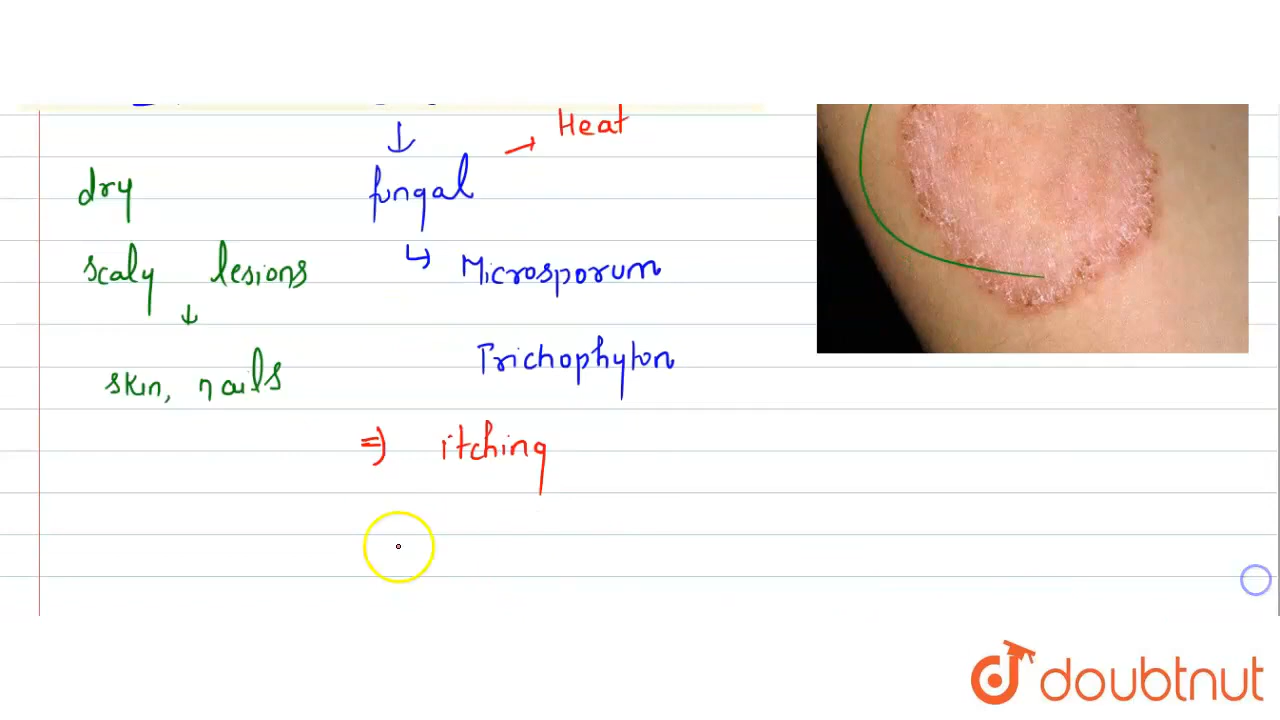 ↓ → Heat
dry fungal
scaly lesions ↳ Microsporum
↓
Trichophyton
skin, nails
⇒ itching
doubtnut